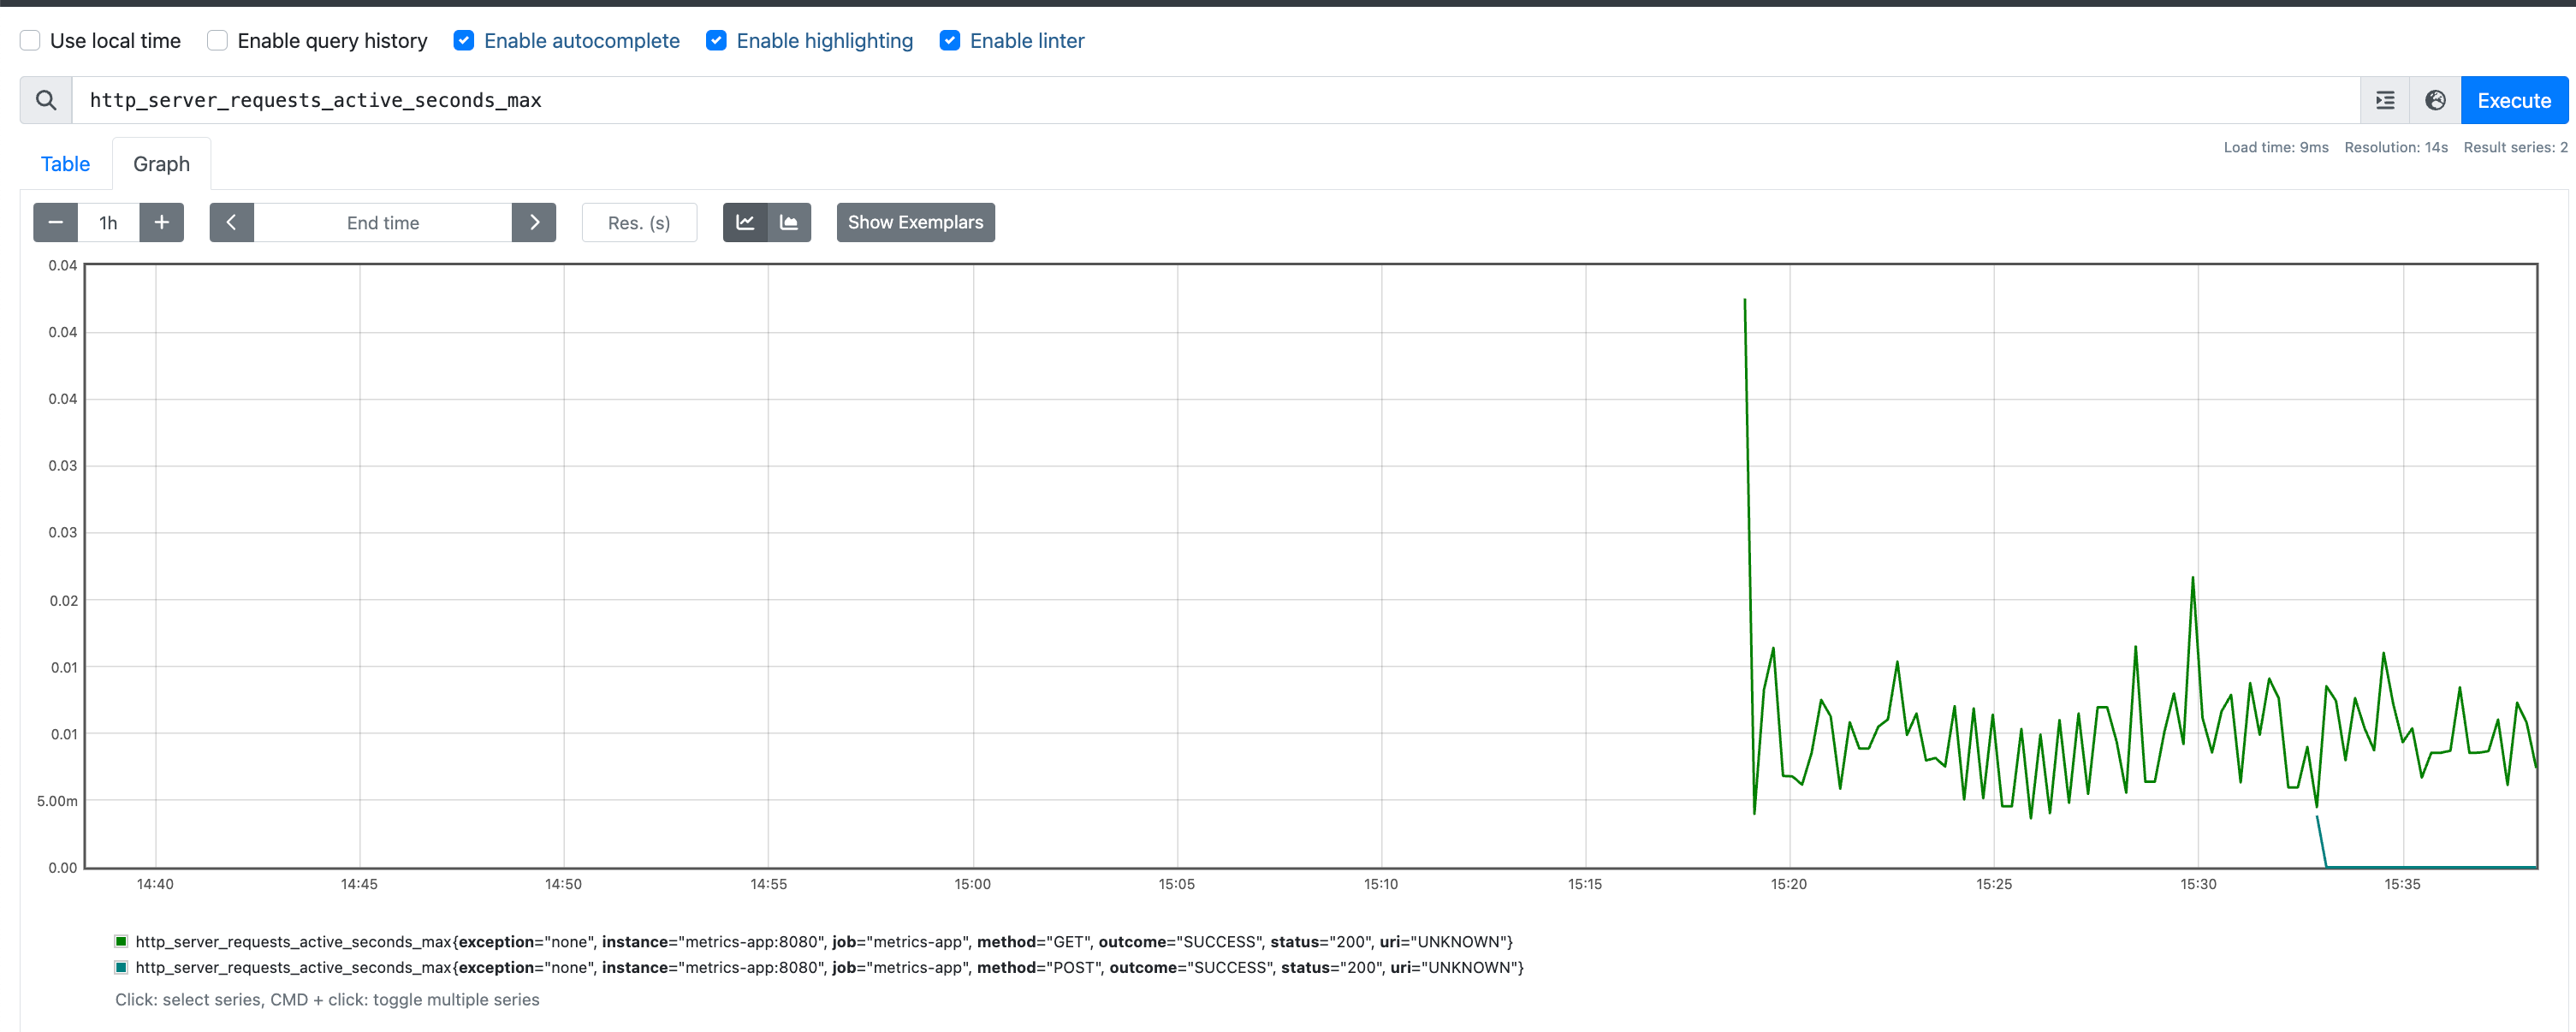 Use local time Enable query history Enable autocomplete Enable highlighting Enable linter
http_server_requests_active_seconds_max Execute
Table Graph Load time: 9ms Resolution: 14s Result series: 2
1h End time Res. (s) Show Exemplars
0.04
0.04
0.04
0.03
0.03
0.02
0.01
0.01
5.00m
0.00
14:40 14:45 14:50 14:55 15:00 15:05 15:10 15:15 15:20 15:25 15:30 15:35
http_server_requests_active_seconds_max{exception="none", instance="metrics-app:8080", job="metrics-app", method="GET", outcome="SUCCESS", status="200", uri="UNKNOWN"}
http_server_requests_active_seconds_max{exception="none", instance="metrics-app:8080", job="metrics-app", method="POST", outcome="SUCCESS", status="200", uri="UNKNOWN"}
Click: select series, CMD + click: toggle multiple series